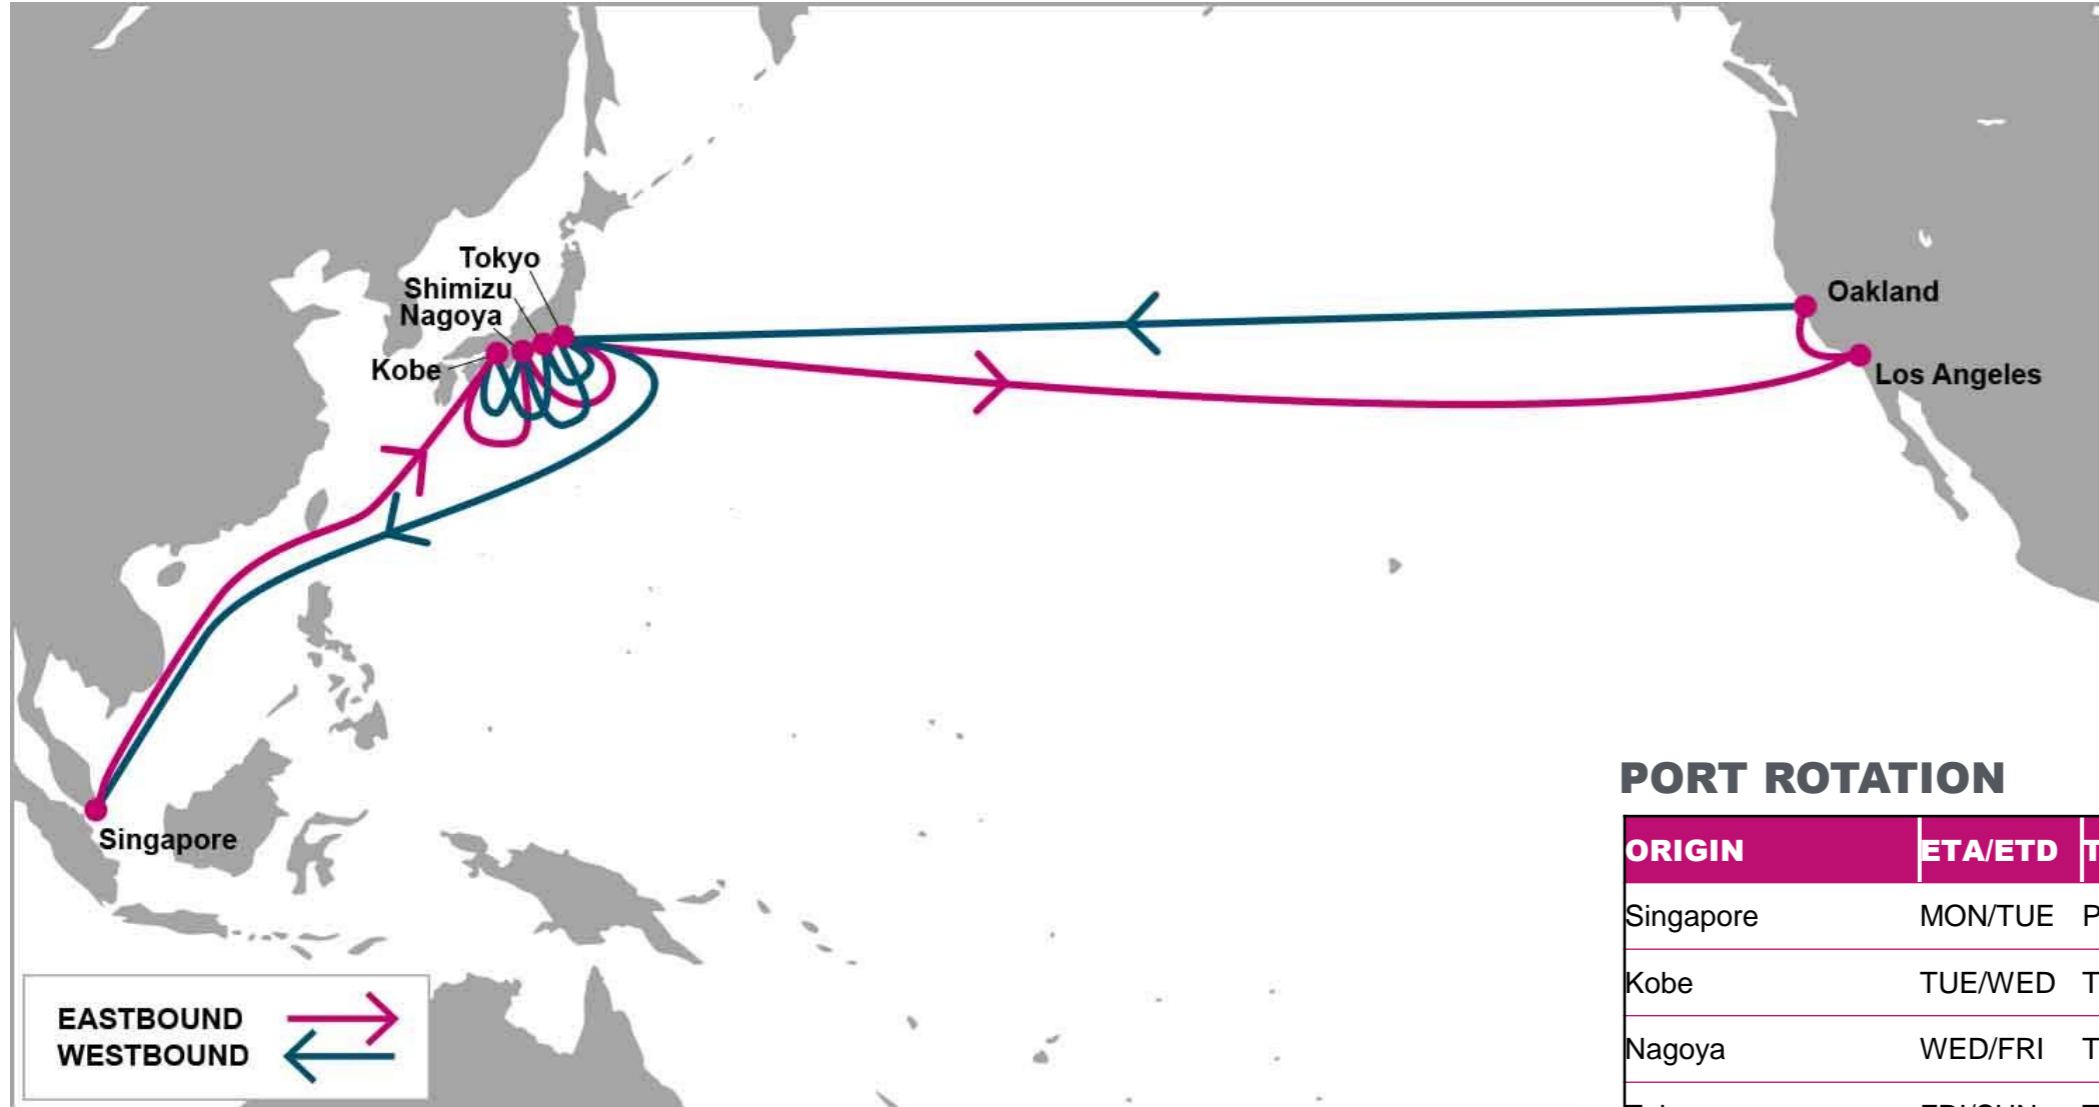 Tokyo
Shimizu
Nagoya
Kobe
Oakland
Los Angeles
Singapore
EASTBOUND
WESTBOUND
PORT ROTATION
ORIGIN ETA/ETD T
Singapore MON/TUE P
Kobe TUE/WED T
Nagoya WED/FRI T